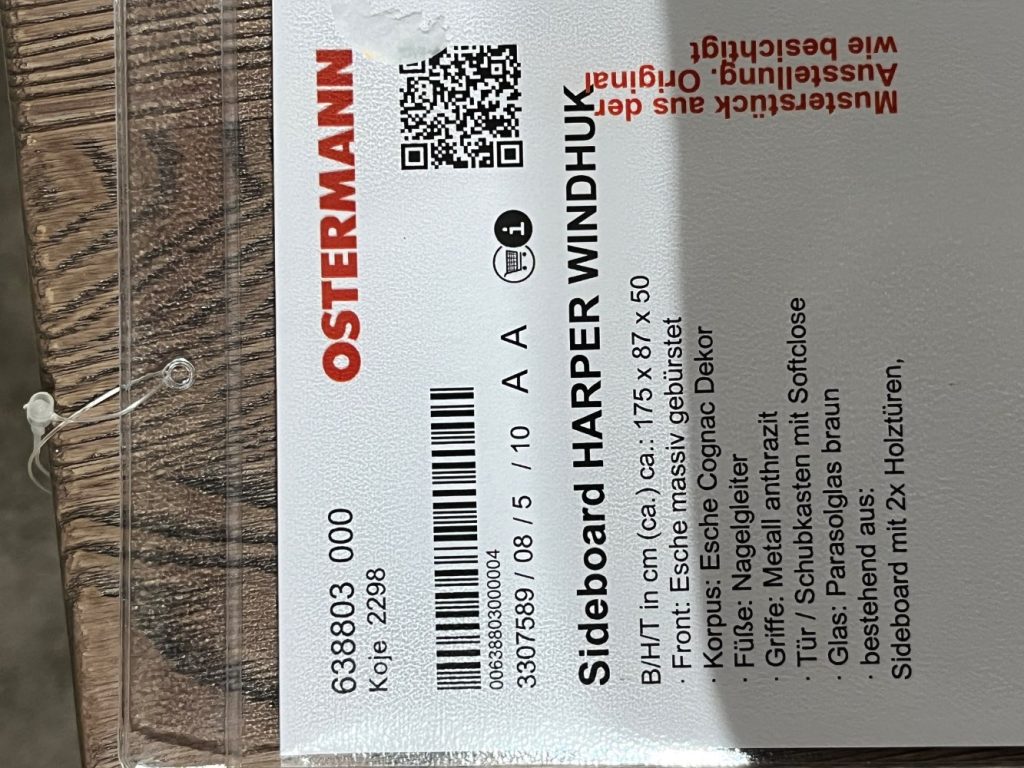 OSTERMANN
638803 000
Koje 2298
00638803000004
3307589 / 08 / 5 / 10 A A
i
Sideboard HARPER WINDHUK
B/H/T in cm (ca.) ca.: 175 x 87 x 50
· Front: Esche massiv gebürstet
· Korpus: Esche Cognac Dekor
· Füße: Nagelgleiter
· Griffe: Metall anthrazit
· Tür / Schubkasten mit Softclose
· Glas: Parasolglas braun
· bestehend aus:
Sideboard mit 2x Holztüren,
Musterstück aus der
Ausstellung. Original
wie besichtigt